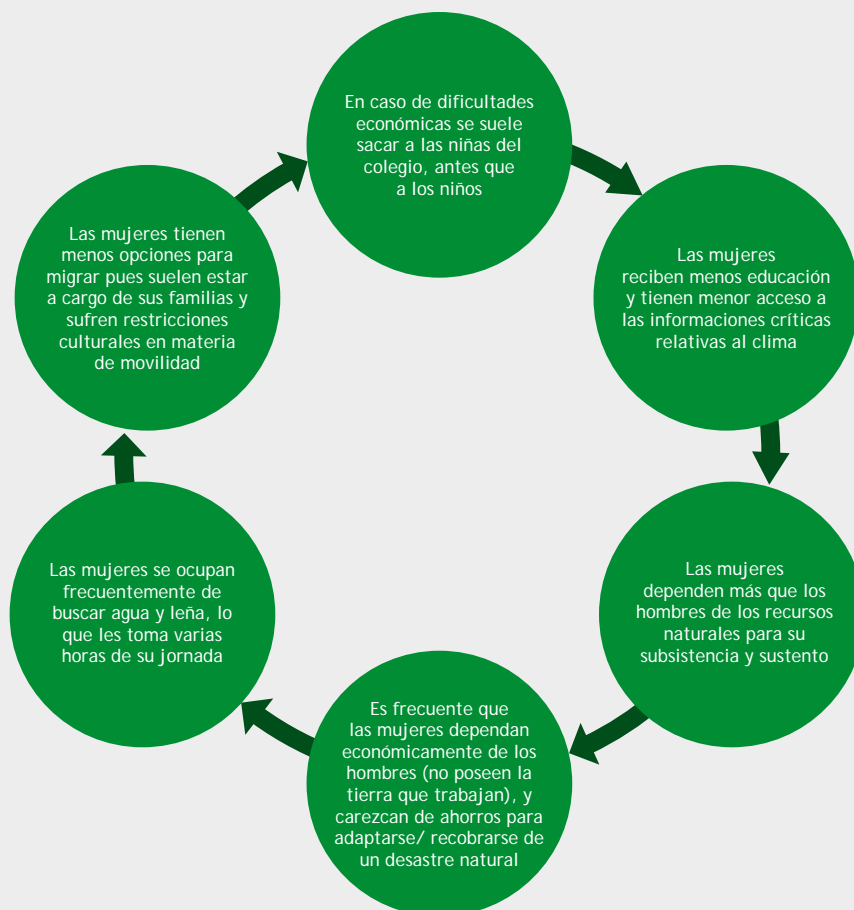 En caso de dificultades
económicas se suele
sacar a las niñas del
colegio, antes que
a los niños
Las mujeres
reciben menos educación
y tienen menor acceso a
las informaciones críticas
relativas al clima
Las mujeres
dependen más que los
hombres de los recursos
naturales para su
subsistencia y sustento
Es frecuente que
las mujeres dependan
económicamente de los
hombres (no poseen la
tierra que trabajan), y
carezcan de ahorros para
adaptarse/ recobrarse de
un desastre natural
Las mujeres se ocupan
frecuentemente de
buscar agua y leña, lo
que les toma varias
horas de su jornada
Las mujeres tienen
menos opciones para
migrar pues suelen estar
a cargo de sus familias y
sufren restricciones
culturales en materia
de movilidad